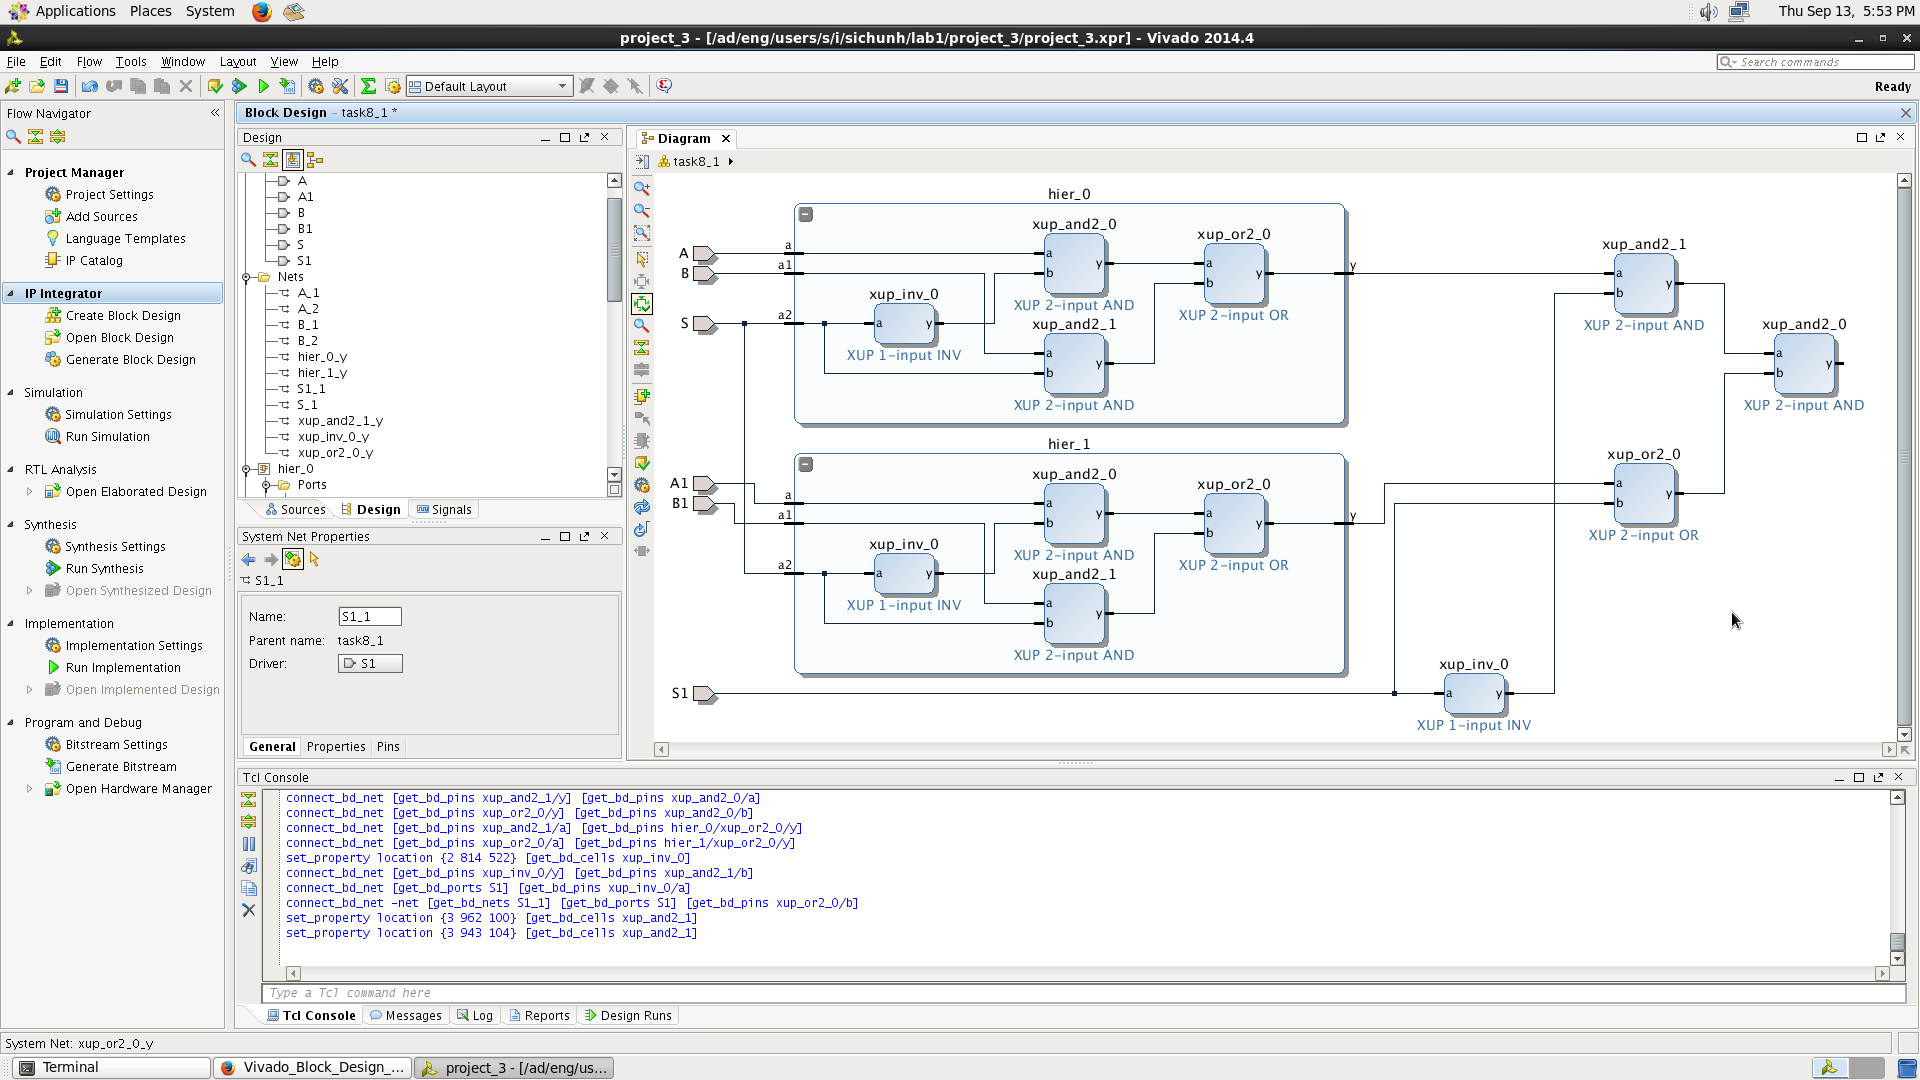 Applications Places System
Thu Sep 13, 5:53 PM
project_3 - [/ad/eng/users/s/i/sichunh/lab1/project_3/project_3.xpr] - Vivado 2014.4
File Edit Flow Tools Window Layout View Help
Search commands
Default Layout
Ready
Flow Navigator
Project Manager
Project Settings
Add Sources
Language Templates
IP Catalog
IP Integrator
Create Block Design
Open Block Design
Generate Block Design
Simulation
Simulation Settings
Run Simulation
RTL Analysis
Open Elaborated Design
Synthesis
Synthesis Settings
Run Synthesis
Open Synthesized Design
Implementation
Implementation Settings
Run Implementation
Open Implemented Design
Program and Debug
Bitstream Settings
Generate Bitstream
Open Hardware Manager
Block Design - task8_1 *
Design
A
A1
B
B1
S
S1
Nets
A_1
A_2
B_1
B_2
hier_0_y
hier_1_y
S1_1
S_1
xup_and2_1_y
xup_inv_0_y
xup_or2_0_y
hier_0
Ports
Sources Design Signals
System Net Properties
S1_1
Name: S1_1
Parent name: task8_1
Driver: S1
General Properties Pins
Diagram
task8_1
hier_0
A
B
S
a
a1
a2
xup_inv_0
a y
XUP 1-input INV
xup_and2_0
a
b
y
XUP 2-input AND
xup_and2_1
a
b
y
XUP 2-input AND
xup_or2_0
a
b
y
XUP 2-input OR
y
hier_1
A1
B1
a
a1
a2
xup_inv_0
a y
XUP 1-input INV
xup_and2_0
a
b
y
XUP 2-input AND
xup_and2_1
a
b
y
XUP 2-input AND
xup_or2_0
a
b
y
XUP 2-input OR
y
S1
xup_inv_0
a y
XUP 1-input INV
xup_and2_1
a
b
y
XUP 2-input AND
xup_or2_0
a
b
y
XUP 2-input OR
xup_and2_0
a
b
y
XUP 2-input AND
Tcl Console
connect_bd_net [get_bd_pins xup_and2_1/y] [get_bd_pins xup_and2_0/a]
connect_bd_net [get_bd_pins xup_or2_0/y] [get_bd_pins xup_and2_0/b]
connect_bd_net [get_bd_pins xup_and2_1/a] [get_bd_pins hier_0/xup_or2_0/y]
connect_bd_net [get_bd_pins xup_or2_0/a] [get_bd_pins hier_1/xup_or2_0/y]
set_property location {2 814 522} [get_bd_cells xup_inv_0]
connect_bd_net [get_bd_pins xup_inv_0/y] [get_bd_pins xup_and2_1/b]
connect_bd_net [get_bd_ports S1] [get_bd_pins xup_inv_0/a]
connect_bd_net -net [get_bd_nets S1_1] [get_bd_ports S1] [get_bd_pins xup_or2_0/b]
set_property location {3 962 100} [get_bd_cells xup_and2_1]
set_property location {3 943 104} [get_bd_cells xup_and2_1]
Type a Tcl command here
Tcl Console Messages Log Reports Design Runs
System Net: xup_or2_0_y
Terminal
Vivado_Block_Design_...
project_3 - [/ad/eng/us...